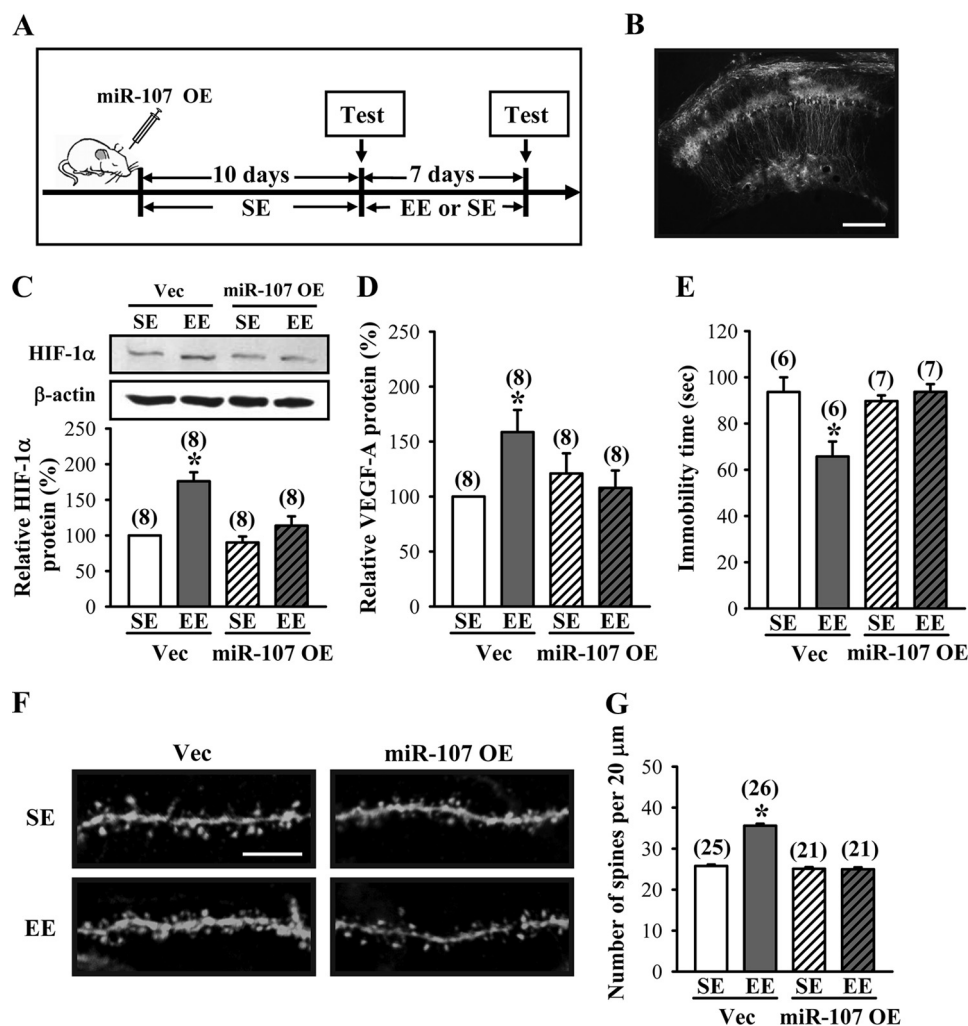 A
miR-107 OE
Test
Test
10 days
7 days
SE
EE or SE
B
C
Vec
miR-107 OE
SE
EE
SE
EE
HIF-1α
β-actin
Relative HIF-1α
protein (%)
250
200
150
100
50
0
(8)
(8)
*
(8)
(8)
SE
EE
SE
EE
Vec
miR-107 OE
D
Relative VEGF-A protein (%)
250
200
150
100
50
0
(8)
(8)
*
(8)
(8)
SE
EE
SE
EE
Vec
miR-107 OE
E
Immobility time (sec)
120
100
80
60
40
20
0
(6)
(6)
*
(7)
(7)
SE
EE
SE
EE
Vec
miR-107 OE
F
Vec
miR-107 OE
SE
EE
G
Number of spines per 20 μm
50
40
30
20
10
0
(25)
(26)
*
(21)
(21)
SE
EE
SE
EE
Vec
miR-107 OE